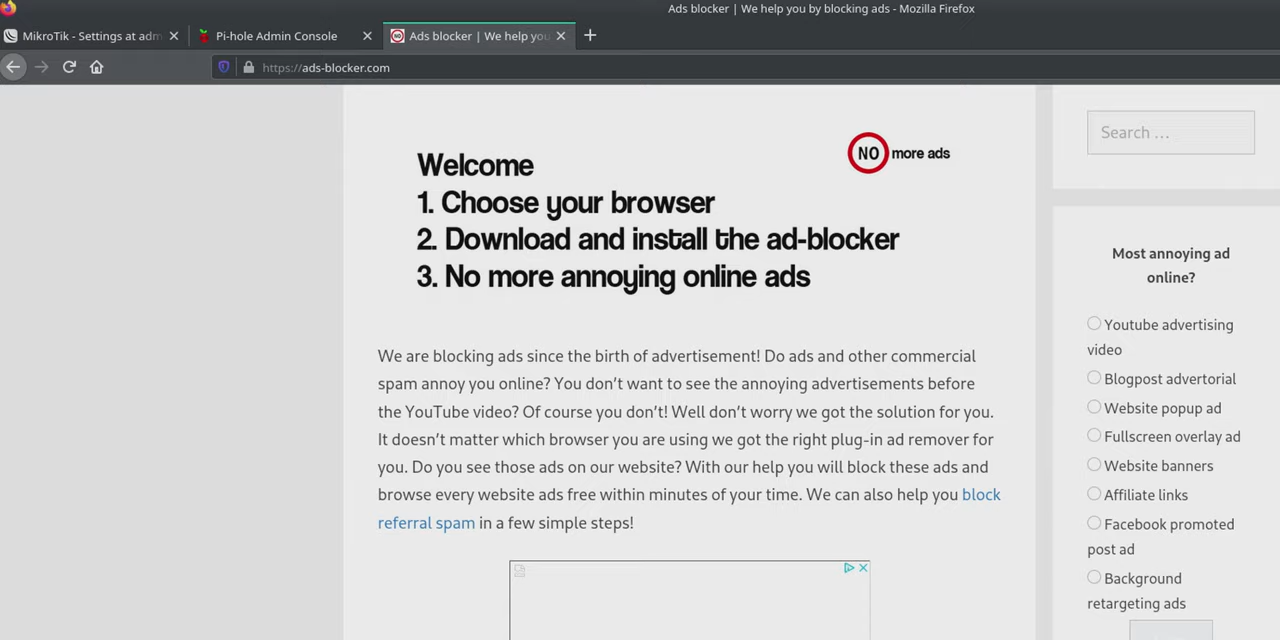 Ads blocker | We help you by blocking ads - Mozilla Firefox
MikroTik - Settings at adm
Pi-hole Admin Console
Ads blocker | We help you
https://ads-blocker.com
Welcome
1. Choose your browser
2. Download and install the ad-blocker
3. No more annoying online ads
NO more ads
We are blocking ads since the birth of advertisement! Do ads and other commercial
spam annoy you online? You don’t want to see the annoying advertisements before
the YouTube video? Of course you don’t! Well don’t worry we got the solution for you.
It doesn’t matter which browser you are using we got the right plug-in ad remover for
you. Do you see those ads on our website? With our help you will block these ads and
browse every website ads free within minutes of your time. We can also help you block
referral spam in a few simple steps!
Search …
Most annoying ad
online?
Youtube advertising
video
Blogpost advertorial
Website popup ad
Fullscreen overlay ad
Website banners
Affiliate links
Facebook promoted
post ad
Background
retargeting ads